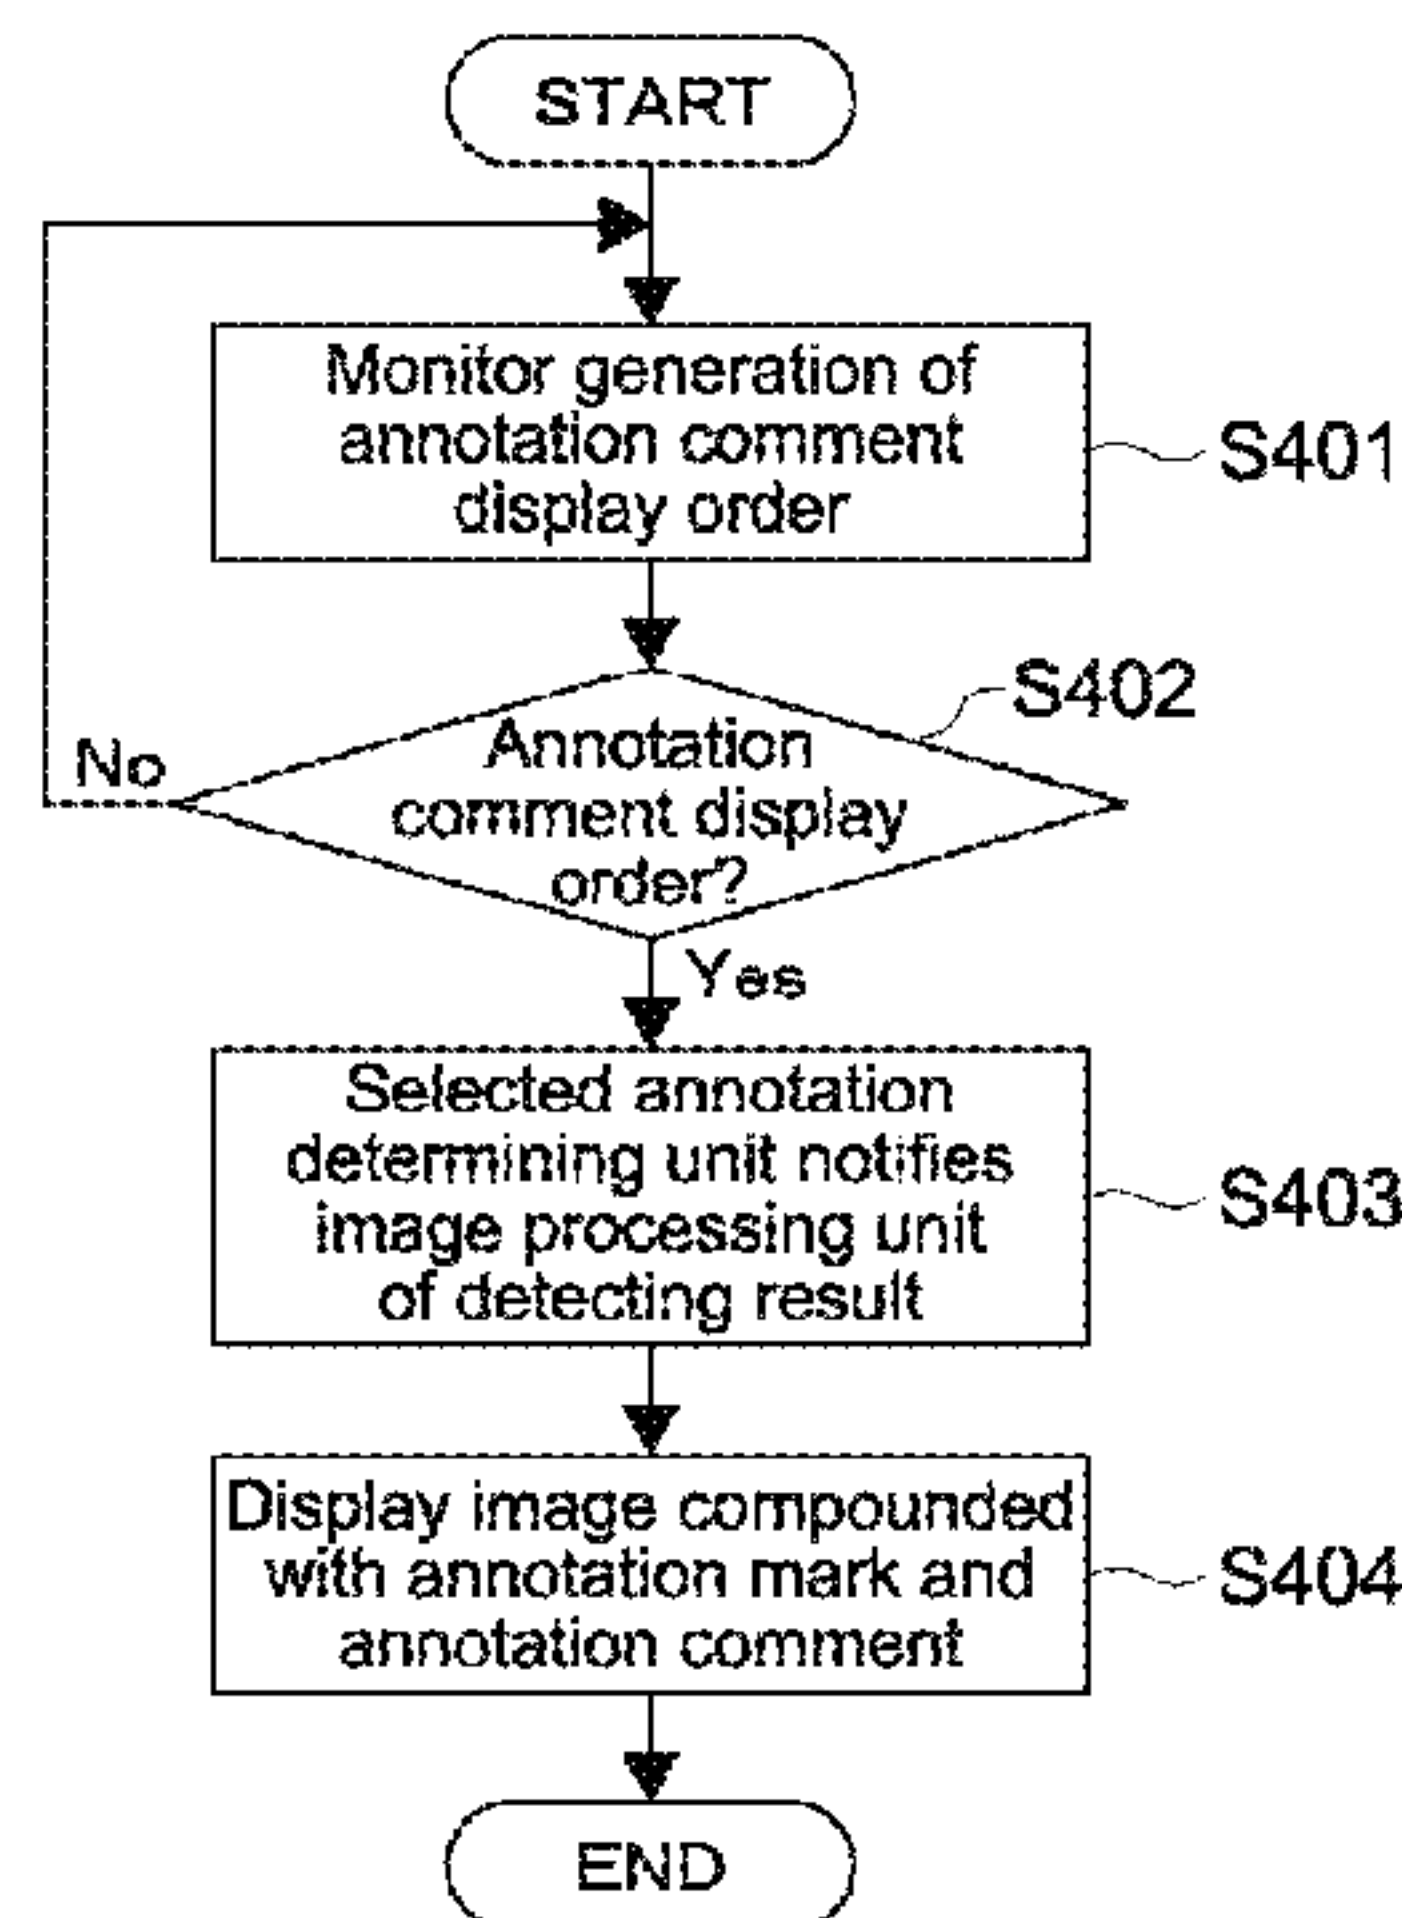 START
Monitor generation of
annotation comment
display order
S401
S402
Annotation
comment display
order?
No
Yes
Selected annotation
determining unit notifies
image processing unit
of detecting result
S403
Display image compounded
with annotation mark and
annotation comment
S404
END